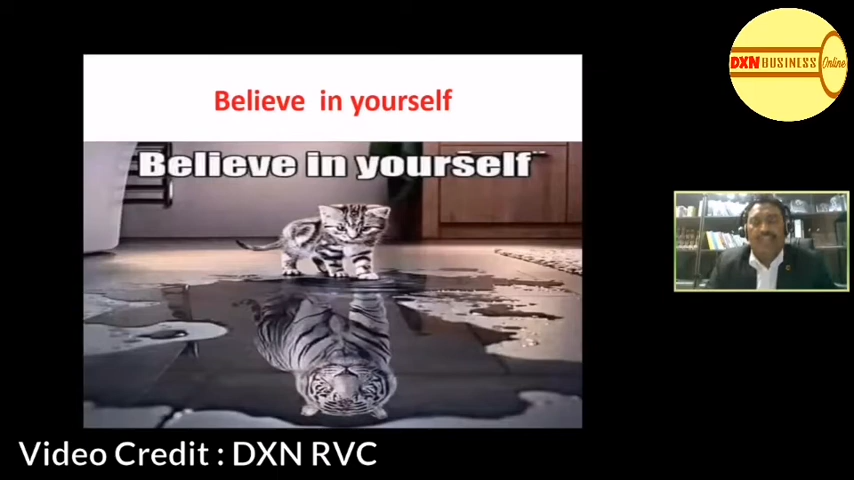 DXN BUSINESS Online
Believe in yourself
Believe in yourself
Video Credit : DXN RVC